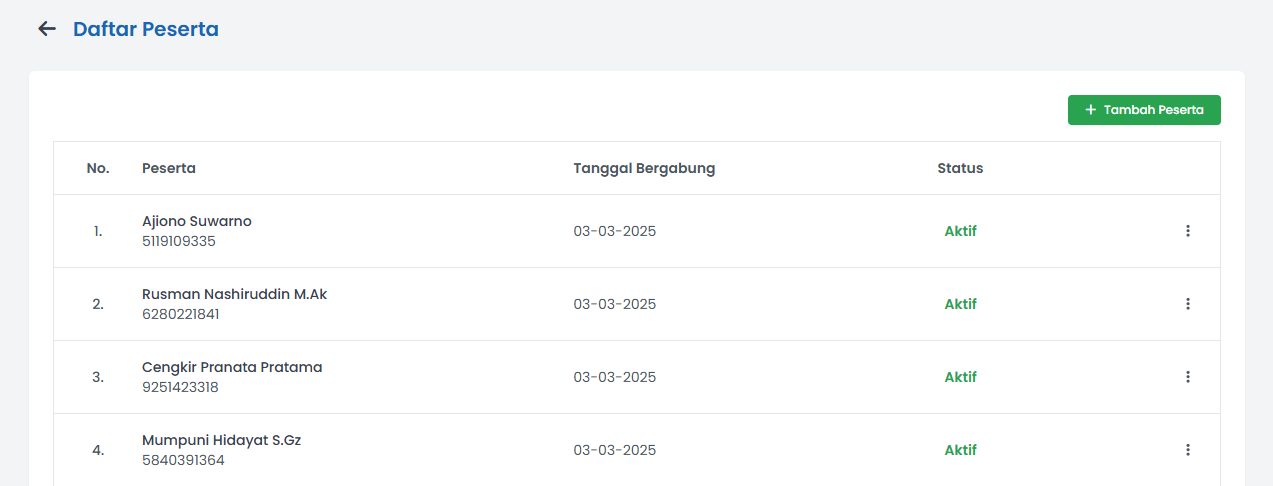 Daftar Peserta
+ Tambah Peserta
No. Peserta Tanggal Bergabung Status
1. Ajiono Suwarno 03-03-2025 Aktif
5119109335
2. Rusman Nashiruddin M.Ak 03-03-2025 Aktif
6280221841
3. Cengkir Pranata Pratama 03-03-2025 Aktif
9251423318
4. Mumpuni Hidayat S.Gz 03-03-2025 Aktif
5840391364